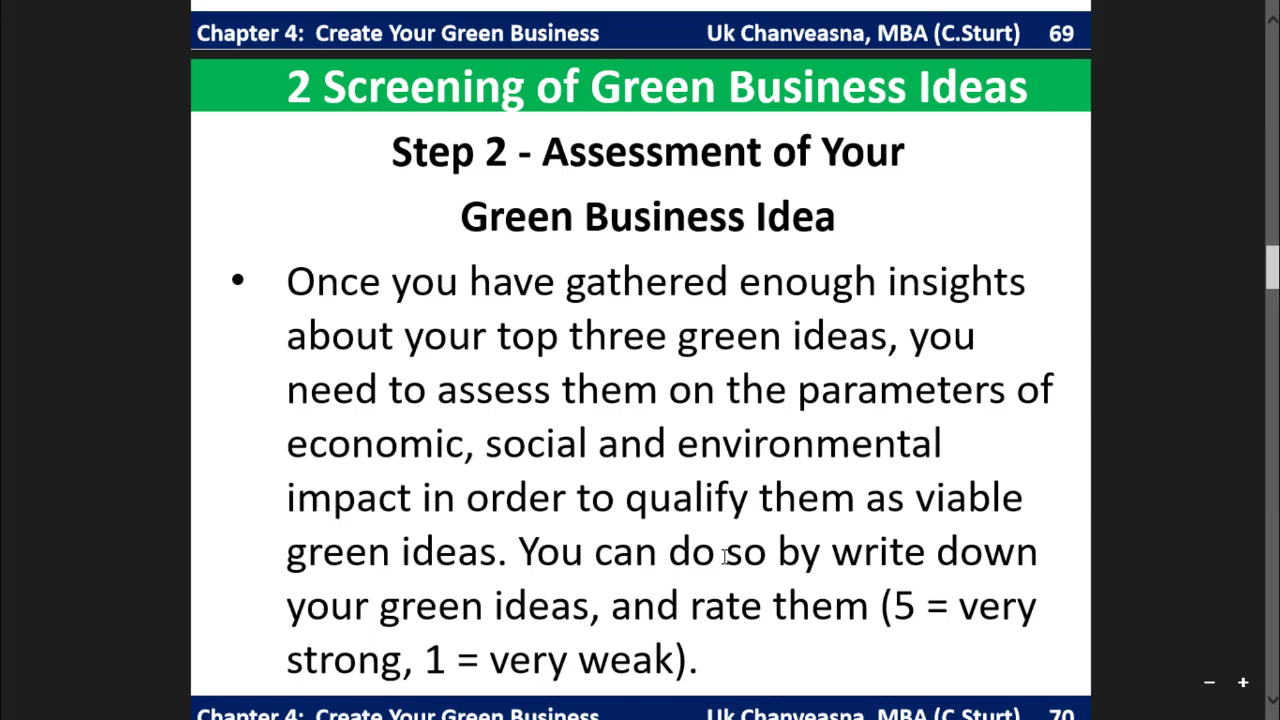 Chapter 4: Create Your Green Business Uk Chanveasna, MBA (C.Sturt) 69
2 Screening of Green Business Ideas
Step 2 - Assessment of Your
Green Business Idea
• Once you have gathered enough insights
about your top three green ideas, you
need to assess them on the parameters of
economic, social and environmental
impact in order to qualify them as viable
green ideas. You can do so by write down
your green ideas, and rate them (5 = very
strong, 1 = very weak).
Chapter 4: Create Your Green Business Uk Chanveasna, MBA (C.Sturt) 70